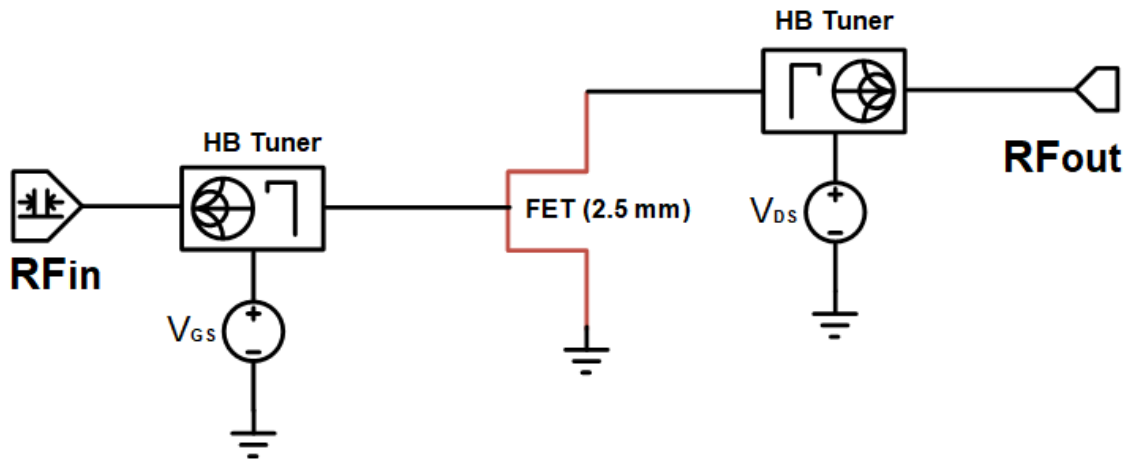 HB Tuner
RFout
HB Tuner
FET (2.5 mm)
VDS
RFin
VGS